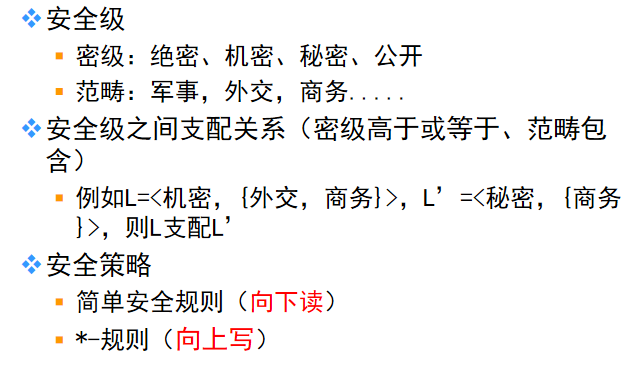 安全级
密级：绝密、机密、秘密、公开
范畴：军事，外交，商务.....
安全级之间支配关系（密级高于或等于、范畴包
含）
例如L=<机密，{外交，商务}>，L’=<秘密，{商务
}>，则L支配L’
安全策略
简单安全规则（向下读）
*-规则（向上写）